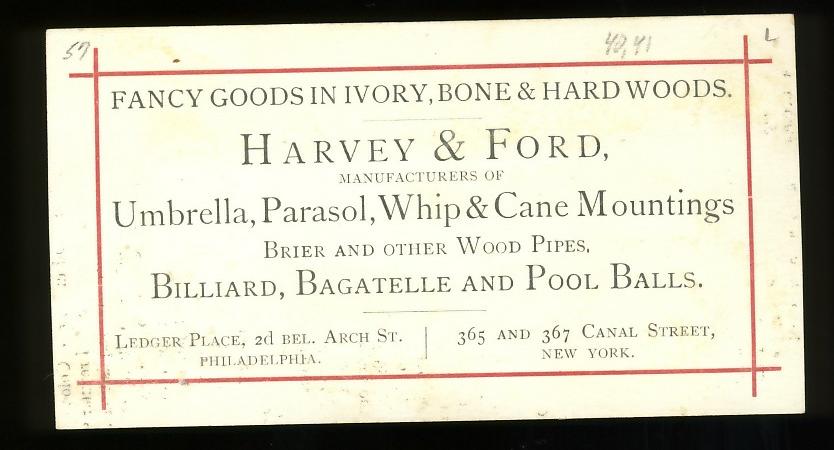 57 40,41 L
FANCY GOODS IN IVORY, BONE & HARD WOODS.
HARVEY & FORD,
MANUFACTURERS OF
Umbrella, Parasol, Whip & Cane Mountings
BRIER AND OTHER WOOD PIPES,
BILLIARD, BAGATELLE AND POOL BALLS.
LEDGER PLACE, 2d BEL. ARCH ST.
PHILADELPHIA.
365 AND 367 CANAL STREET,
NEW YORK.